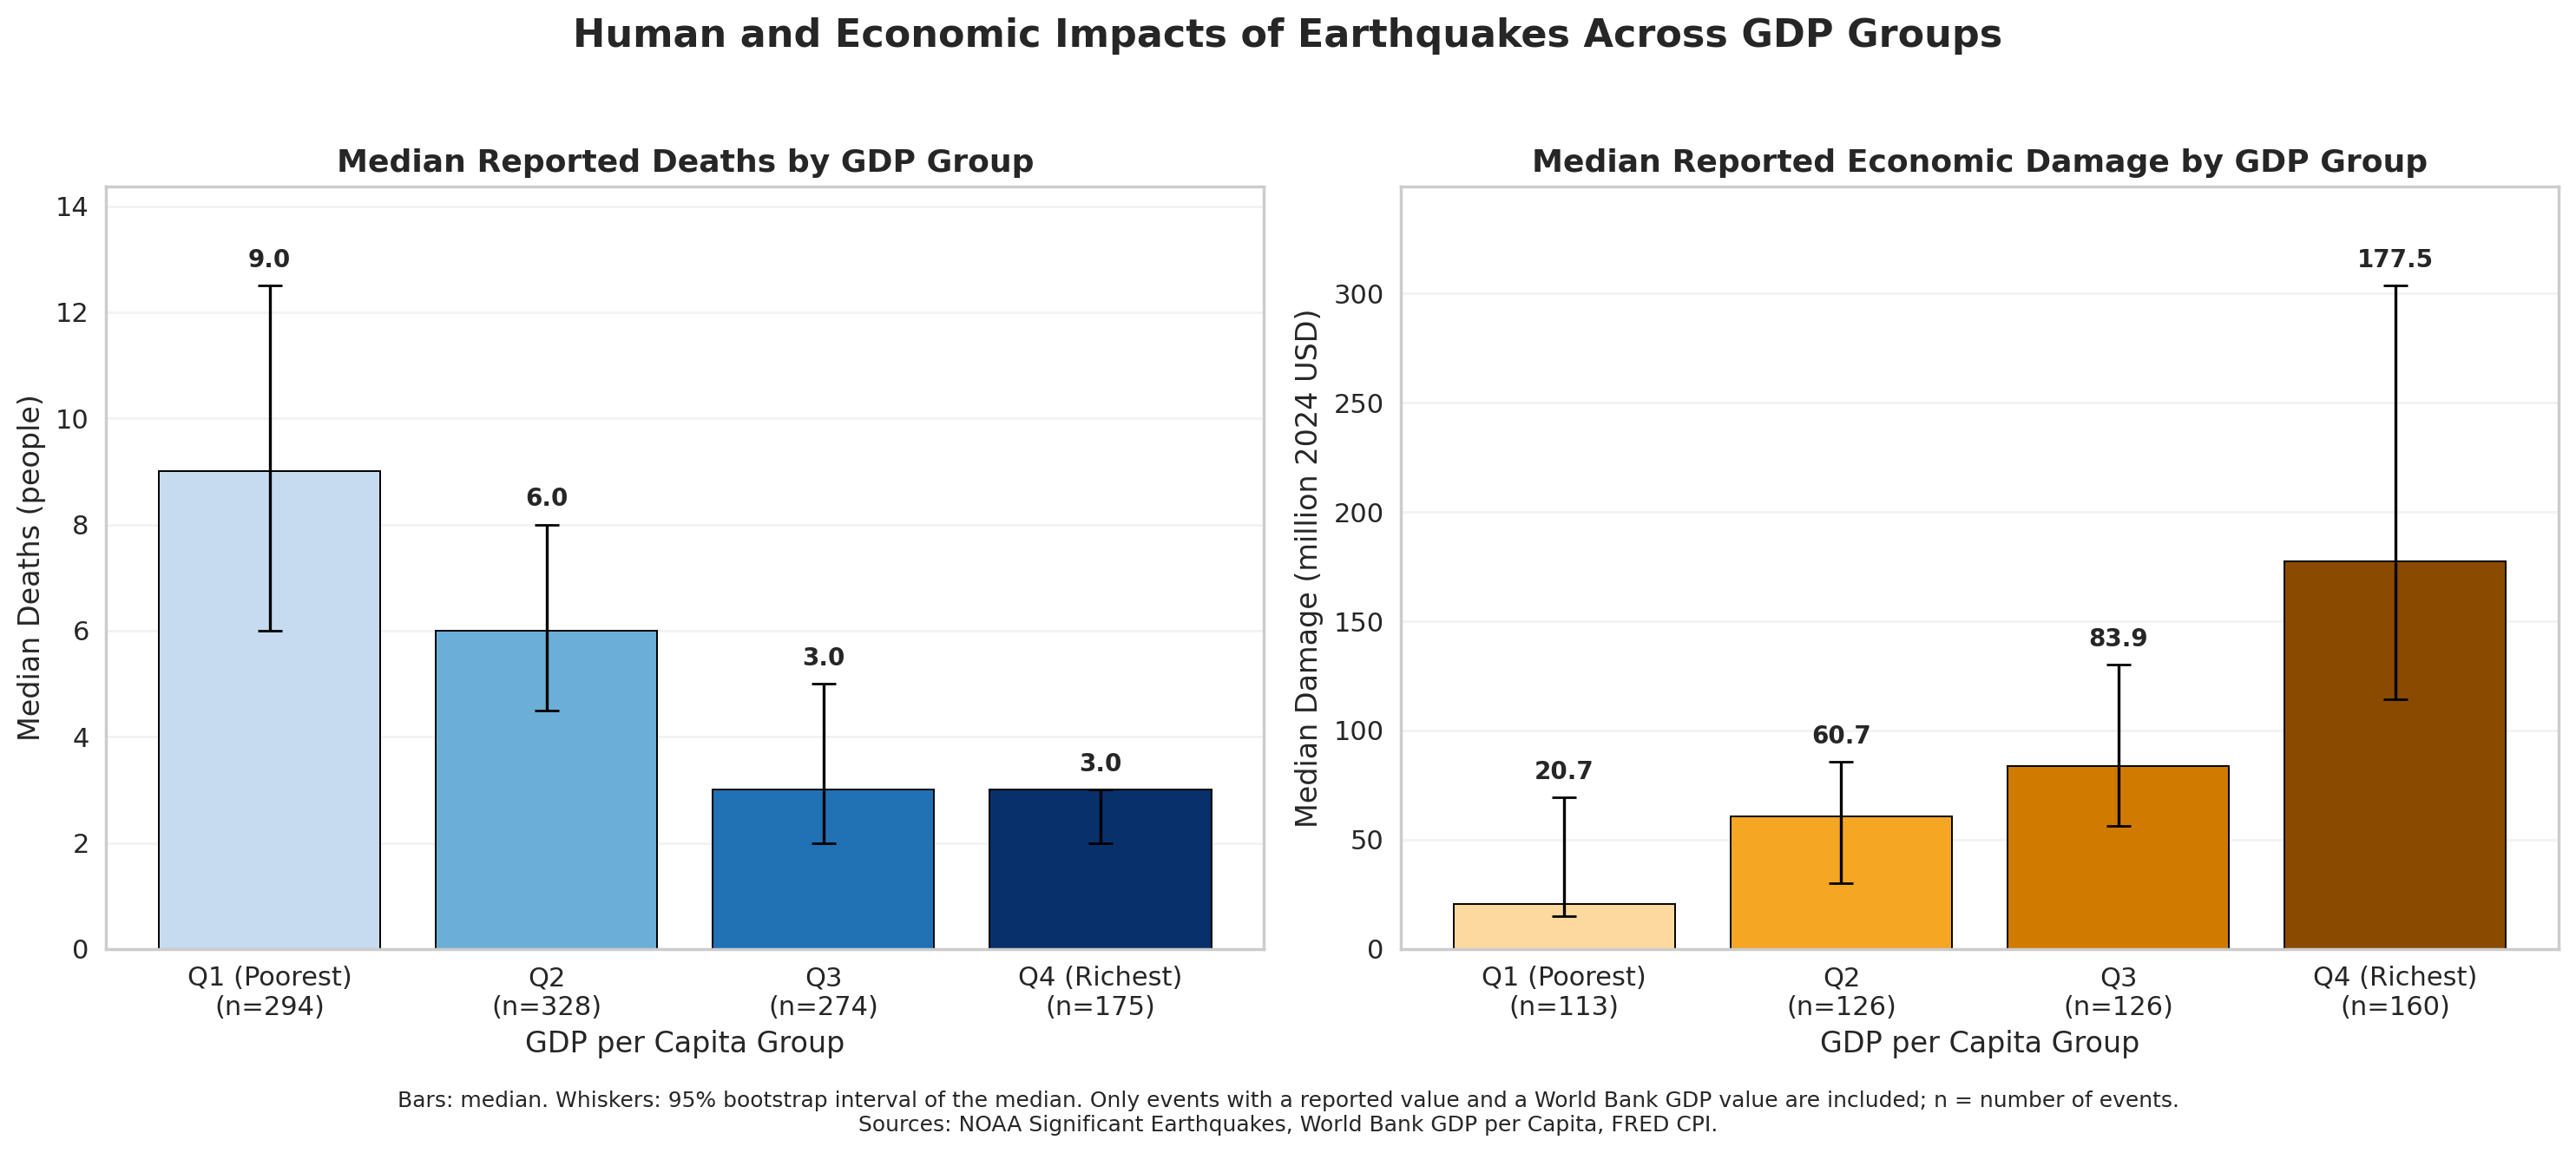 Human and Economic Impacts of Earthquakes Across GDP Groups
Median Reported Deaths by GDP Group
Median Deaths (people)
14
12
10
8
6
4
2
0
9.0
6.0
3.0
3.0
Q1 (Poorest)
(n=294)
Q2
(n=328)
Q3
(n=274)
Q4 (Richest)
(n=175)
GDP per Capita Group
Median Reported Economic Damage by GDP Group
Median Damage (million 2024 USD)
300
250
200
150
100
50
0
20.7
60.7
83.9
177.5
Q1 (Poorest)
(n=113)
Q2
(n=126)
Q3
(n=126)
Q4 (Richest)
(n=160)
GDP per Capita Group
Bars: median. Whiskers: 95% bootstrap interval of the median. Only events with a reported value and a World Bank GDP value are included; n = number of events.
Sources: NOAA Significant Earthquakes, World Bank GDP per Capita, FRED CPI.